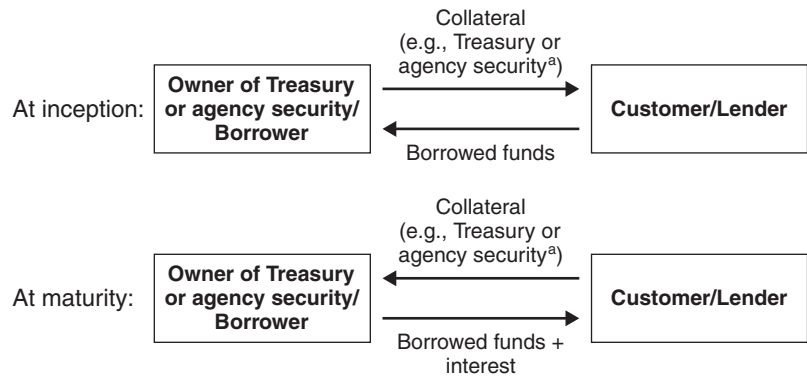 Collateral
(e.g., Treasury or
agency securityᵃ)
At inception:
Owner of Treasury
or agency security/
Borrower
Customer/Lender
Borrowed funds
Collateral
(e.g., Treasury or
agency securityᵃ)
At maturity:
Owner of Treasury
or agency security/
Borrower
Customer/Lender
Borrowed funds +
interest